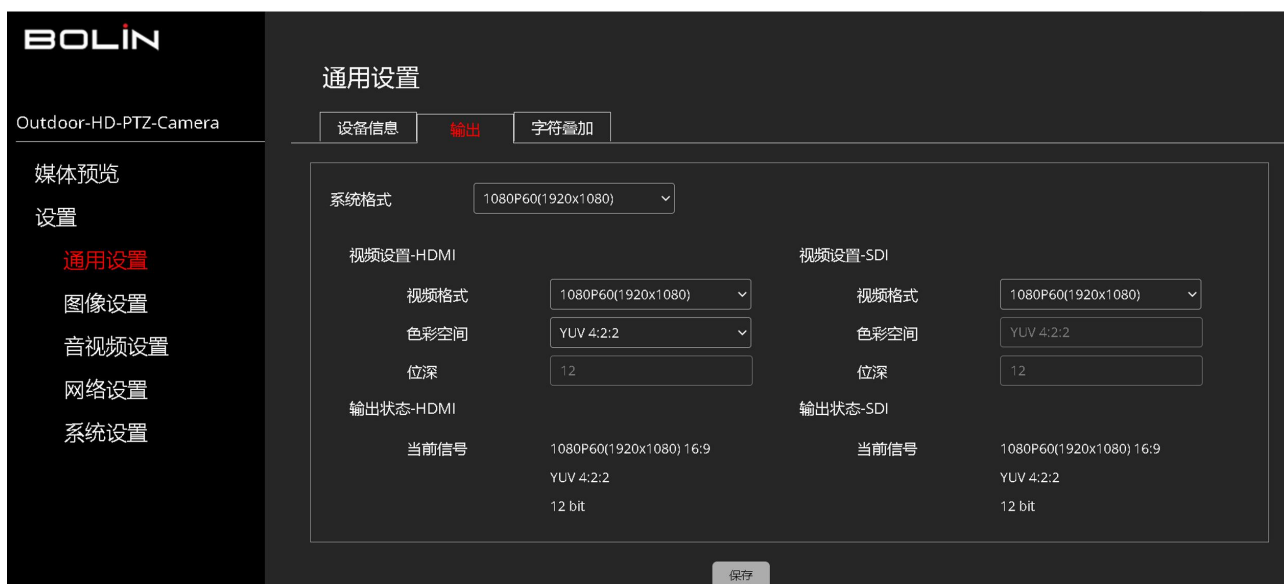 BOLIN
Outdoor-HD-PTZ-Camera
媒体预览
设置
通用设置
图像设置
音视频设置
网络设置
系统设置
通用设置
设备信息 输出 字符叠加
系统格式 1080P60(1920x1080)
视频设置-HDMI 视频设置-SDI
视频格式 1080P60(1920x1080) 视频格式 1080P60(1920x1080)
色彩空间 YUV 4:2:2 色彩空间 YUV 4:2:2
位深 12 位深 12
输出状态-HDMI 输出状态-SDI
当前信号 1080P60(1920x1080) 16:9 当前信号 1080P60(1920x1080) 16:9
YUV 4:2:2 YUV 4:2:2
12 bit 12 bit
保存